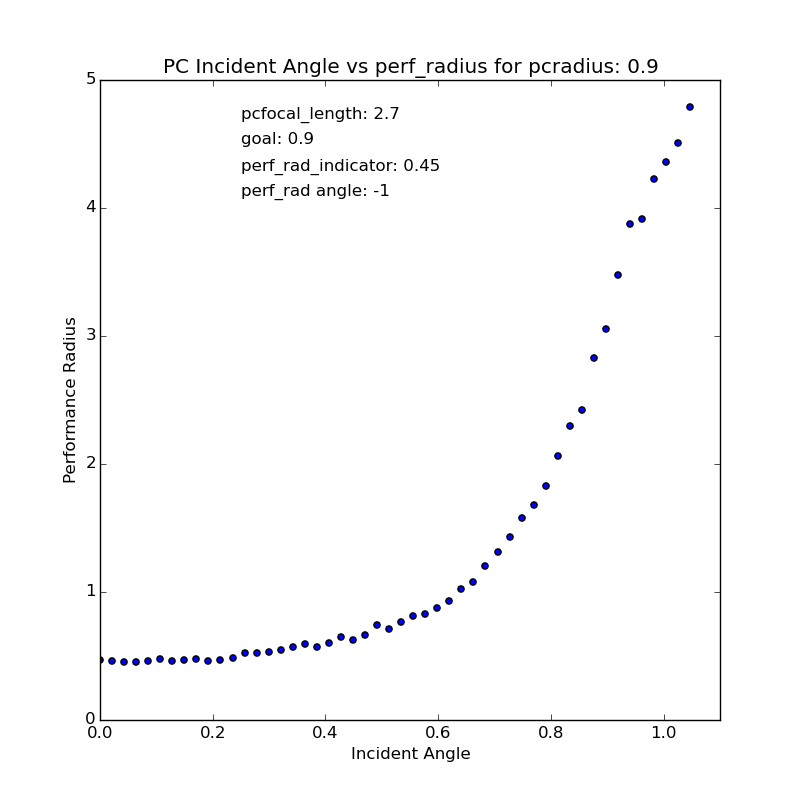 PC Incident Angle vs perf_radius for pcradius: 0.9
pcfocal_length: 2.7
goal: 0.9
perf_rad_indicator: 0.45
perf_rad angle: -1
5
4
3
2
1
0
Performance Radius
0.0 0.2 0.4 0.6 0.8 1.0
Incident Angle